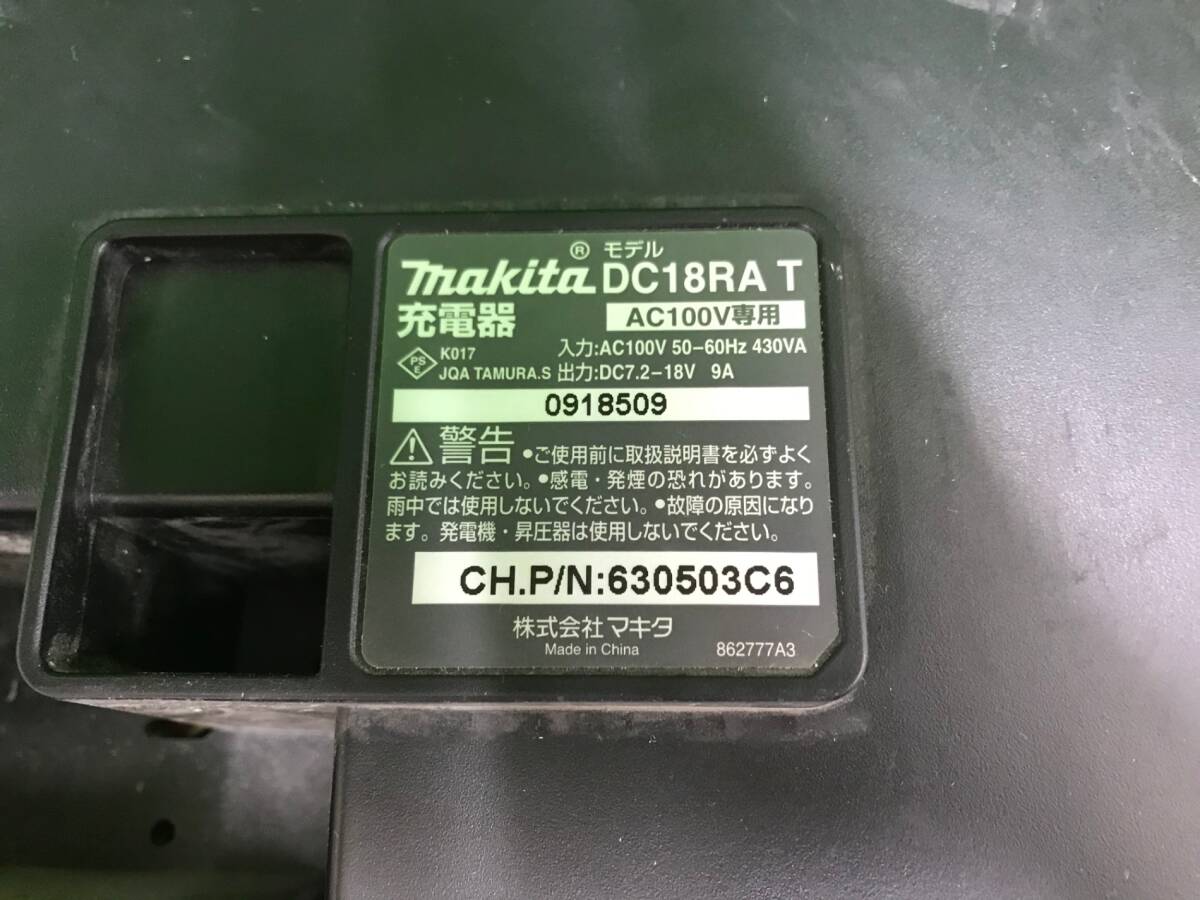 makita® モデル DC18RA T
充電器 AC100V専用
PSE K017 入力:AC100V 50-60Hz 430VA
JQA TAMURA.S 出力:DC7.2-18V 9A
0918509
警告 •ご使用前に取扱説明書を必ずよく
お読みください。•感電・発煙の恐れがあります。
雨中では使用しないでください。•故障の原因になり
ます。発電機・昇圧器は使用しないでください。
CH.P/N:630503C6
株式会社マキタ
Made in China 862777A3